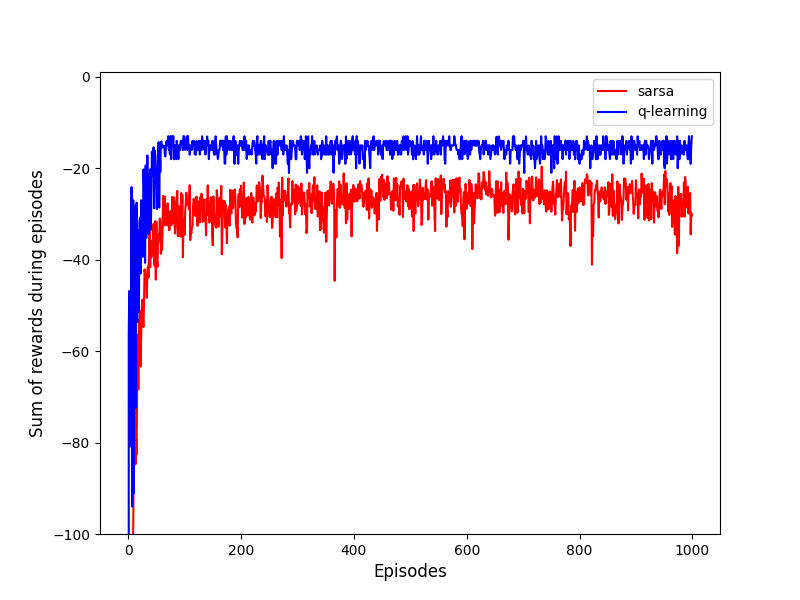 sarsa
q-learning
0
−20
−40
−60
−80
−100
Sum of rewards during episodes
0 200 400 600 800 1000
Episodes